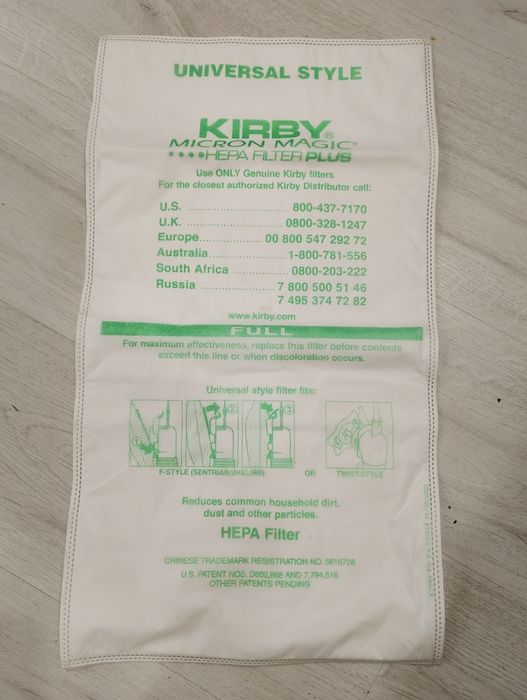 UNIVERSAL STYLE
KIRBY®
MICRON MAGIC®
HEPA FILTER PLUS
Use ONLY Genuine Kirby filters
For the closest authorized Kirby Distributor call:
U.S. ............................ 800-437-7170
U.K. ........................... 0800-328-1247
Europe................. 00 800 547 292 72
Australia...................... 1-800-781-556
South Africa ................ 0800-203-222
Russia ...................... 7 800 500 51 46
7 495 374 72 82
www.kirby.com
FULL
For maximum effectiveness, replace this filter before contents
exceed this line or when discoloration occurs.
Universal style filter fits:
1 2 3
F-STYLE (SENTRIA®/AVALIR®) OR TWIST-STYLE
Reduces common household dirt,
dust and other particles.
HEPA Filter
CHINESE TRADEMARK REGISTRATION NO. 5616726
U.S. PATENT NOS. D600,868 AND 7,794,516
OTHER PATENTS PENDING